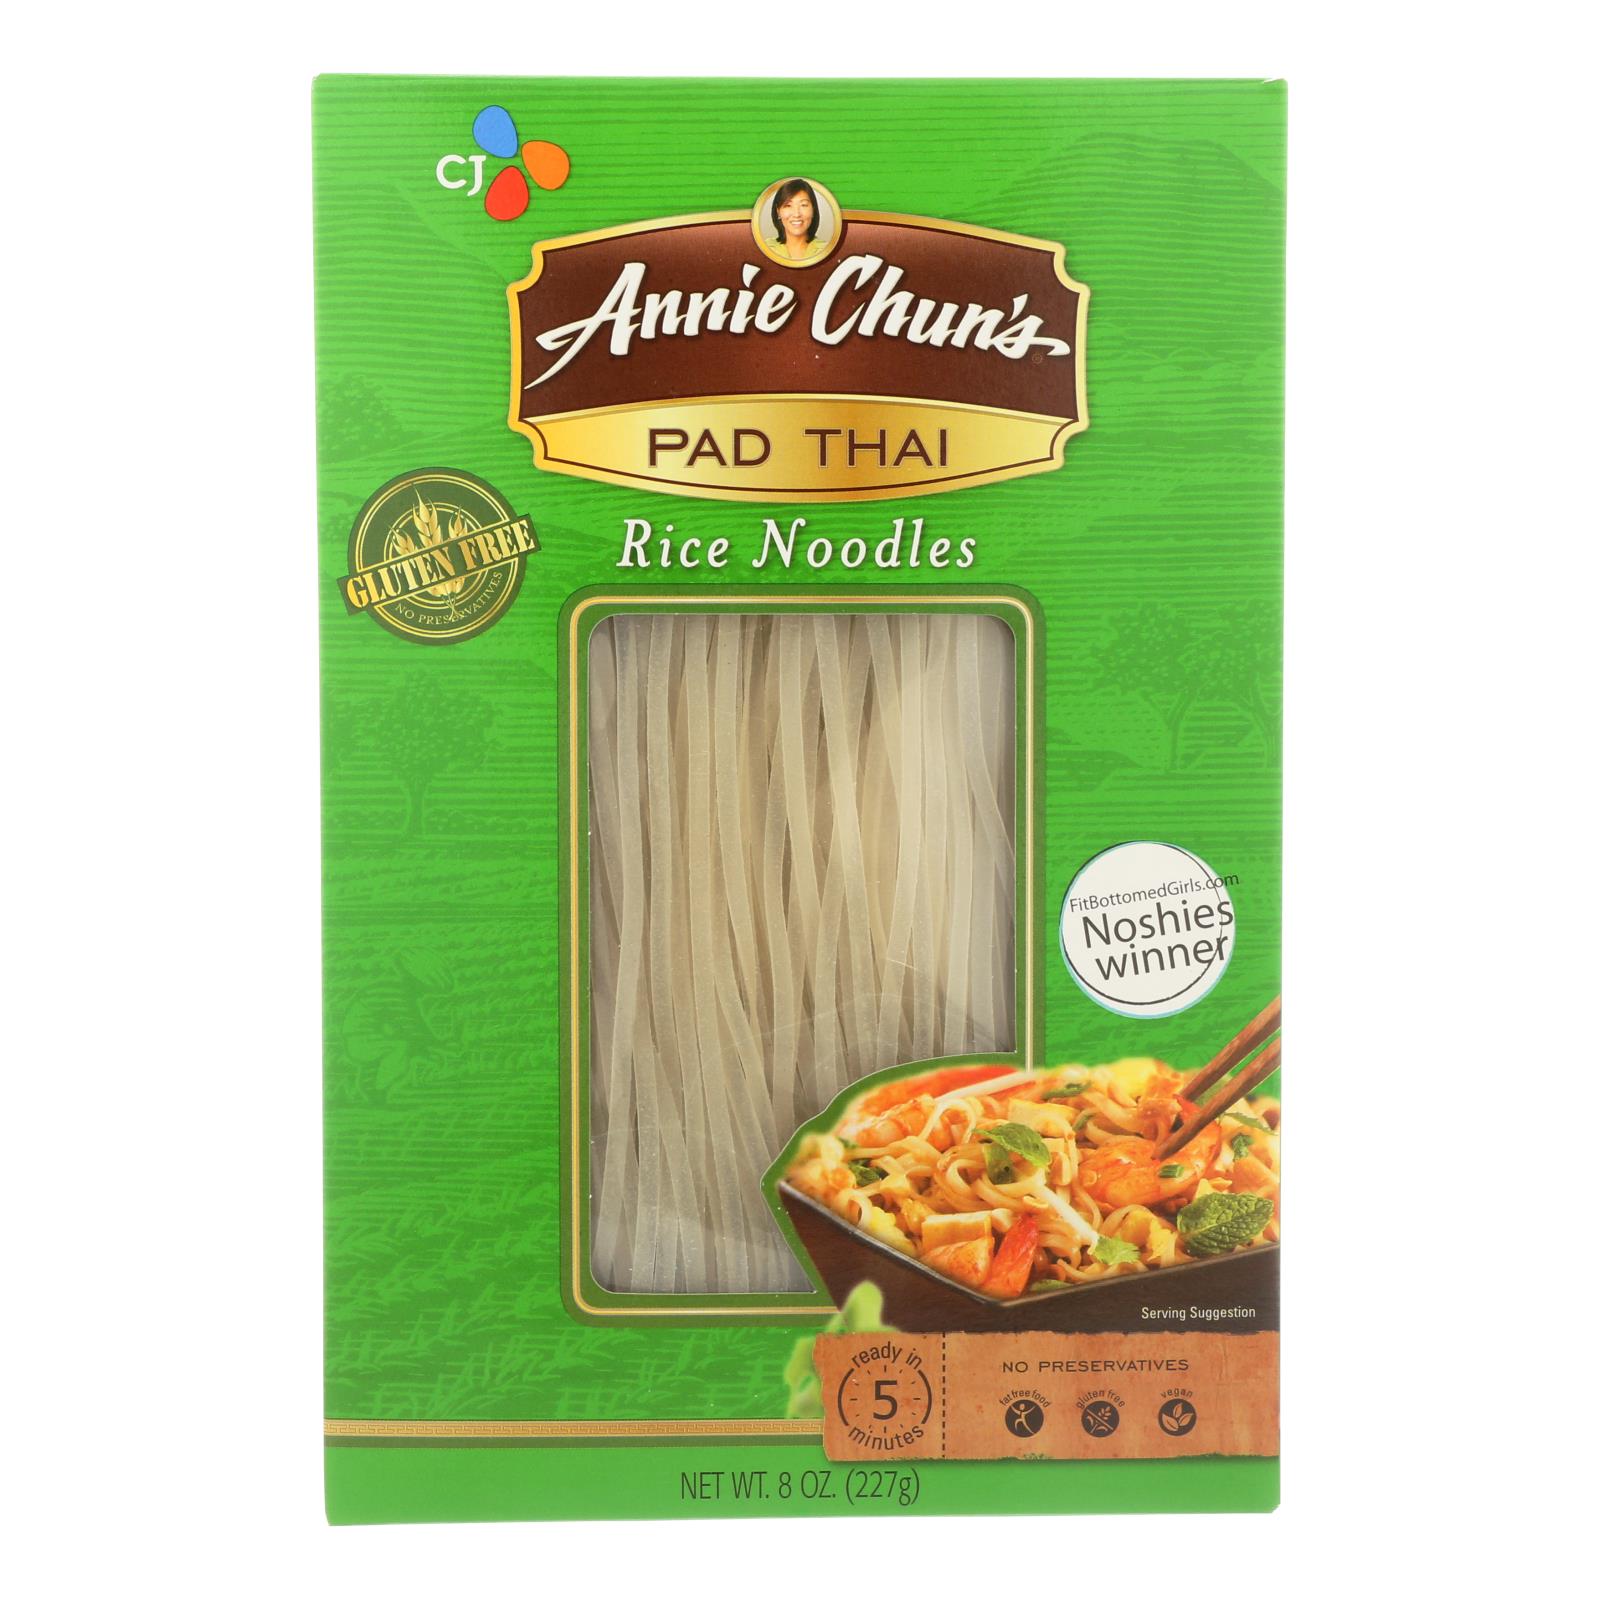 CJ
Annie Chun's
PAD THAI
Rice Noodles
GLUTEN FREE
NO PRESERVATIVES
FitBottomedGirls.com
Noshies
winner
Serving Suggestion
ready in
5
minutes
NO PRESERVATIVES
fat free food
gluten free
vegan
NET WT. 8 OZ. (227g)